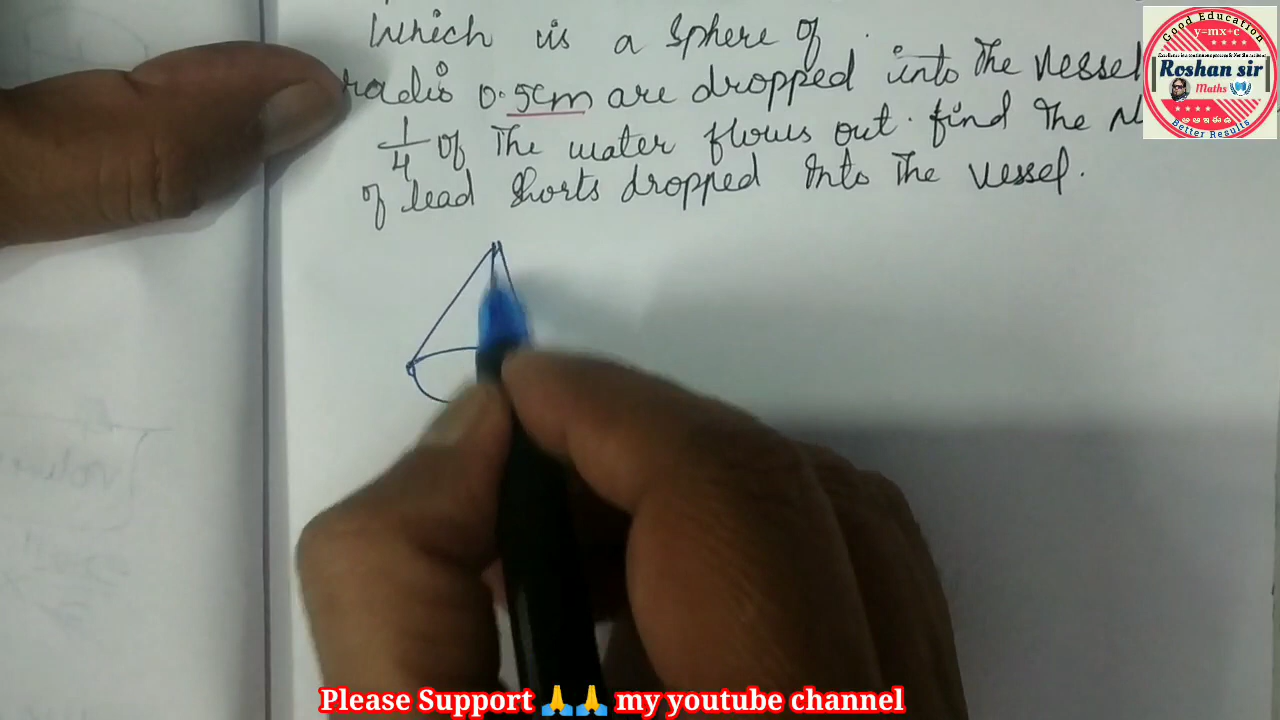 Which is a sphere of
radio 0.5cm are dropped into The vessel
1/4 of The water flows out. find The N
of lead shorts dropped Into The vessel.
Good Education
y=mx+c
Roshan sir
Maths
Better Results
Please Support 🙏🙏 my youtube channel